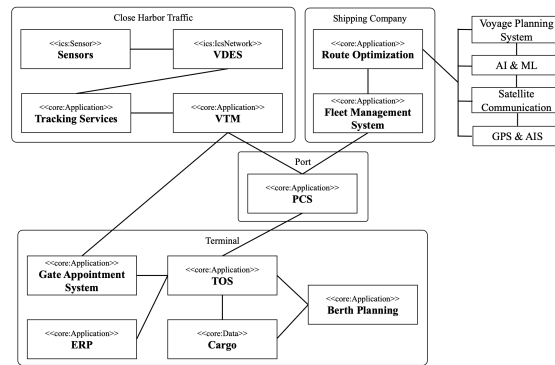 Close Harbor Traffic
<<ics:Sensor>>
Sensors
<<ics:IcsNetwork>>
VDES
<<core:Application>>
Tracking Services
<<core:Application>>
VTM
Shipping Company
<<core:Application>>
Route Optimization
<<core:Application>>
Fleet Management
System
Voyage Planning
System
AI & ML
Satellite
Communication
GPS & AIS
Port
<<core:Application>>
PCS
Terminal
<<core:Application>>
Gate Appointment
System
<<core:Application>>
TOS
<<core:Application>>
Berth Planning
<<core:Application>>
ERP
<<core:Data>>
Cargo